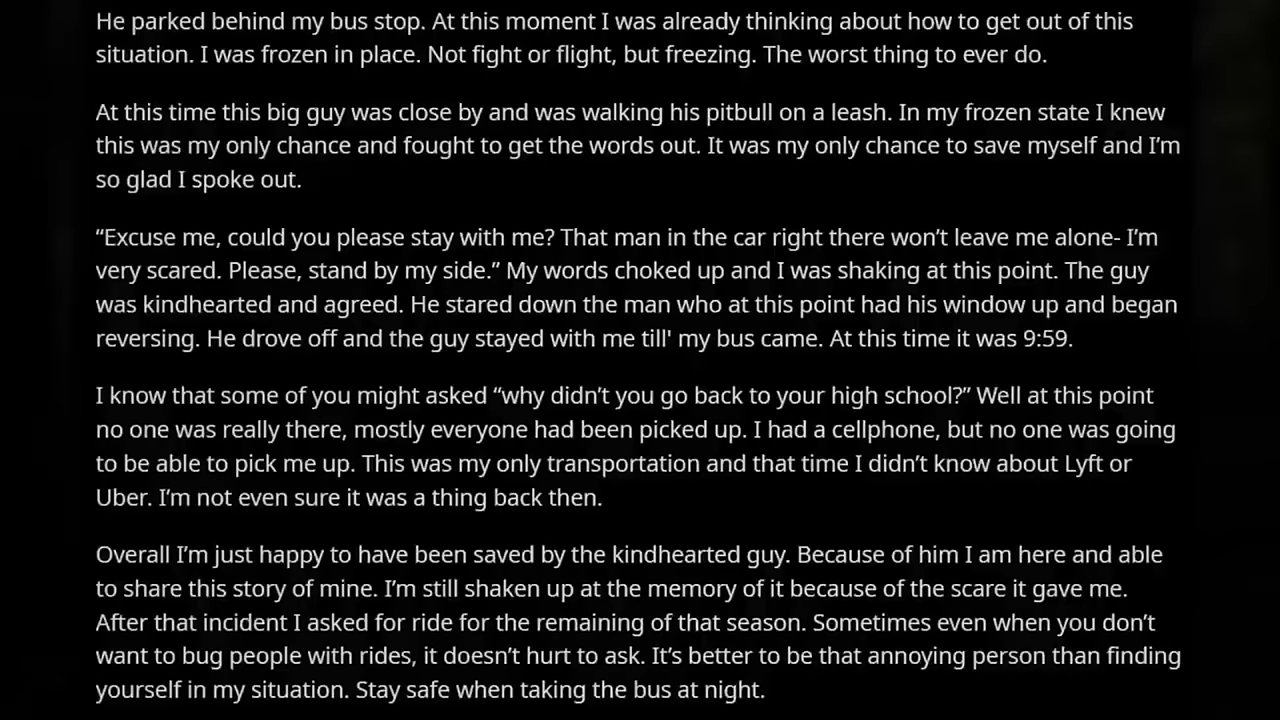 He parked behind my bus stop. At this moment I was already thinking about how to get out of this
situation. I was frozen in place. Not fight or flight, but freezing. The worst thing to ever do.
At this time this big guy was close by and was walking his pitbull on a leash. In my frozen state I knew
this was my only chance and fought to get the words out. It was my only chance to save myself and I’m
so glad I spoke out.
“Excuse me, could you please stay with me? That man in the car right there won’t leave me alone- I’m
very scared. Please, stand by my side.” My words choked up and I was shaking at this point. The guy
was kindhearted and agreed. He stared down the man who at this point had his window up and began
reversing. He drove off and the guy stayed with me till' my bus came. At this time it was 9:59.
I know that some of you might asked “why didn’t you go back to your high school?” Well at this point
no one was really there, mostly everyone had been picked up. I had a cellphone, but no one was going
to be able to pick me up. This was my only transportation and that time I didn’t know about Lyft or
Uber. I’m not even sure it was a thing back then.
Overall I’m just happy to have been saved by the kindhearted guy. Because of him I am here and able
to share this story of mine. I’m still shaken up at the memory of it because of the scare it gave me.
After that incident I asked for ride for the remaining of that season. Sometimes even when you don’t
want to bug people with rides, it doesn’t hurt to ask. It’s better to be that annoying person than finding
yourself in my situation. Stay safe when taking the bus at night.